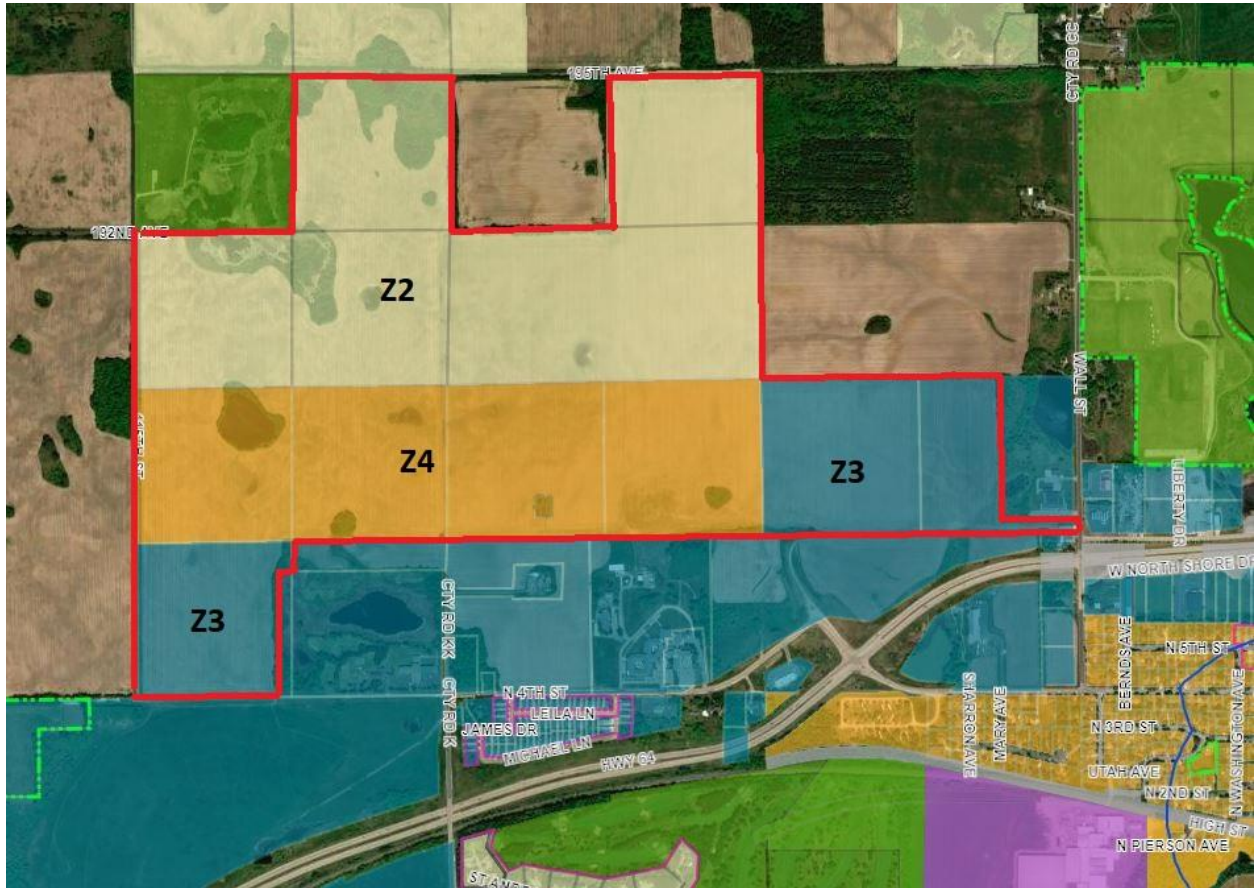 195TH AVE
CTY RD CC
192ND AVE
Z2
WALL ST
Z4
Z3
LIBERTY DR
W NORTH SHORE DR
Z3
CTY RD KK
BERNDS AVE
N 5TH ST
N 4TH ST
CTY RD K
LEILA LN
SHARRON AVE
MARY AVE
N WASHINGTON AVE
JAMES DR
N 3RD ST
MICHAEL LN
HWY 64
UTAH AVE
N 2ND ST
HIGH ST
N PIERSON AVE